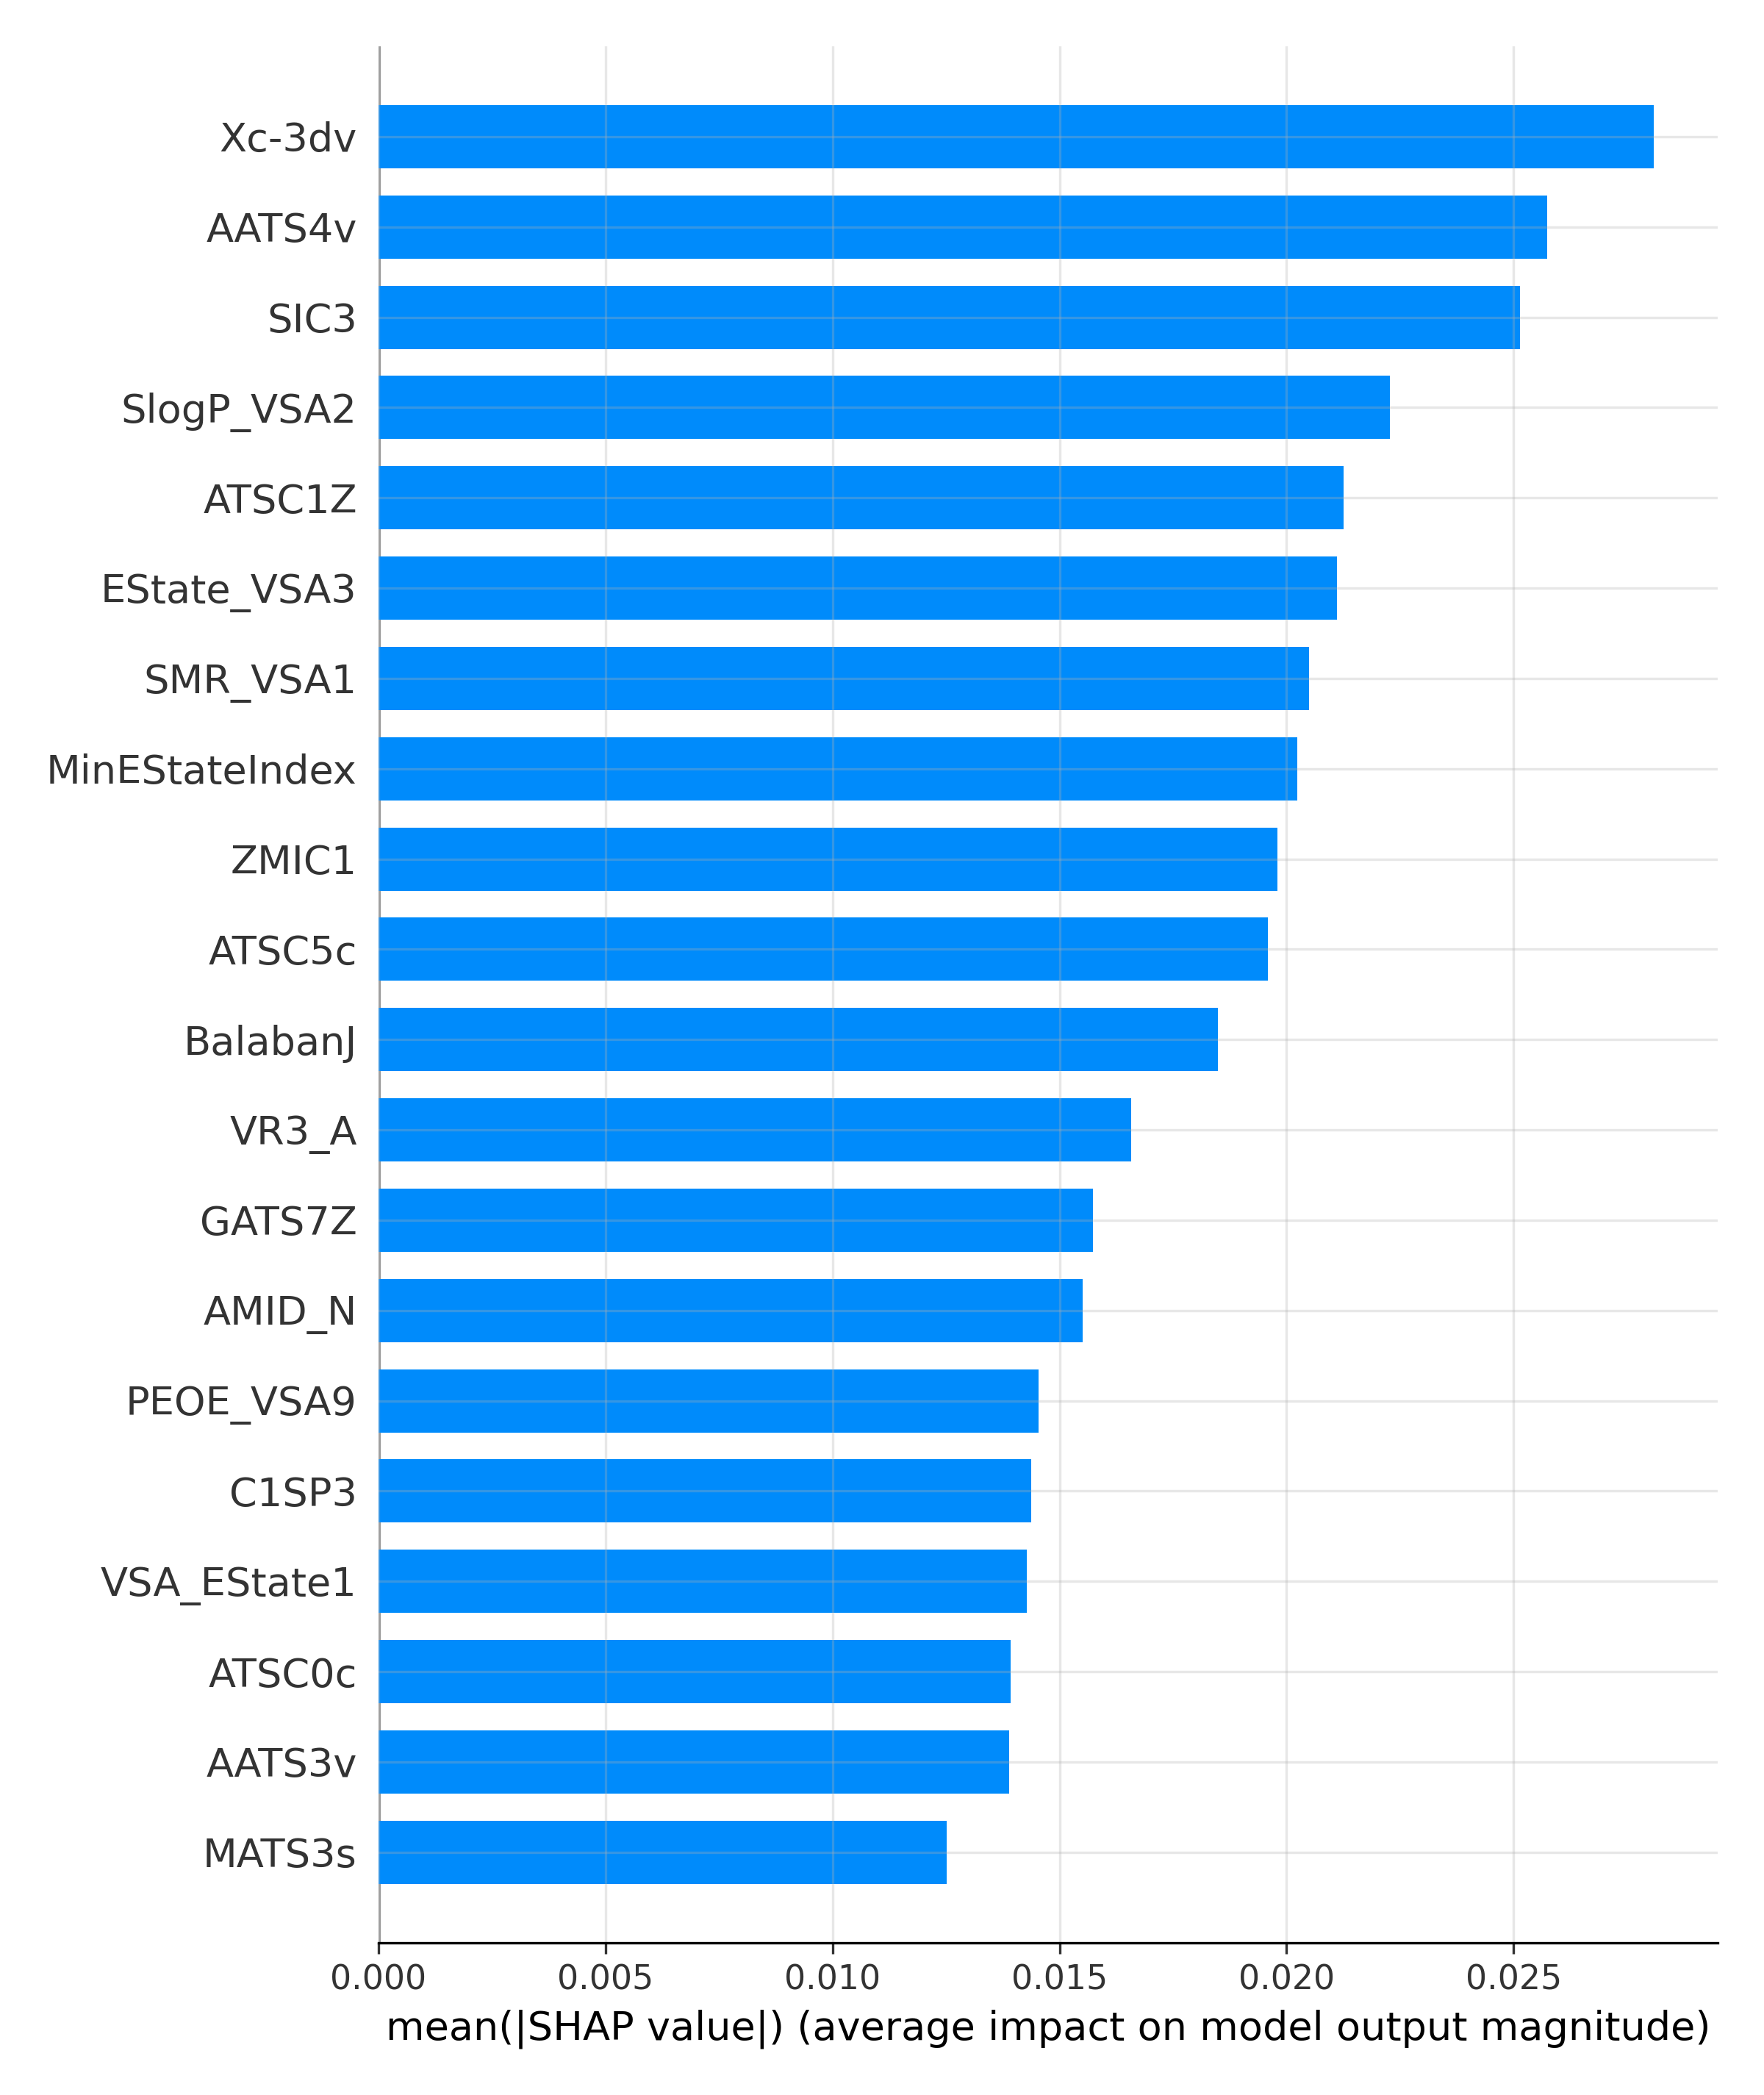 Xc-3dv
AATS4v
SIC3
SlogP_VSA2
ATSC1Z
EState_VSA3
SMR_VSA1
MinEStateIndex
ZMIC1
ATSC5c
BalabanJ
VR3_A
GATS7Z
AMID_N
PEOE_VSA9
C1SP3
VSA_EState1
ATSC0c
AATS3v
MATS3s
0.000 0.005 0.010 0.015 0.020 0.025
mean(|SHAP value|) (average impact on model output magnitude)